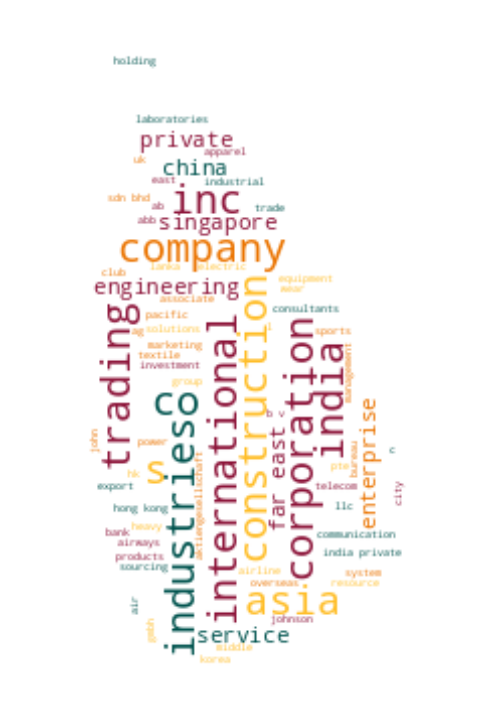 holding
laboratories
private
apparel
uk
china
east
industrial
sdn bhd
ab
inc
trade
abb
singapore
company
lanka
electric
club
equipment
engineering
wear
associate
trading
international
construction
corporation
india
consultants
pacific
ag
solutions
l
sports
marketing
textile
investment
management
group
co
industries
b
c
far east
enterprise
john
power
s
hk
aktiengesellschaft
bureau
c
pte
export
telecom
city
hong kong
llc
heavy
bank
airways
communication
products
india private
sourcing
airline
system
overseas
resource
air
asia
gmbh
johnson
service
middle
korea